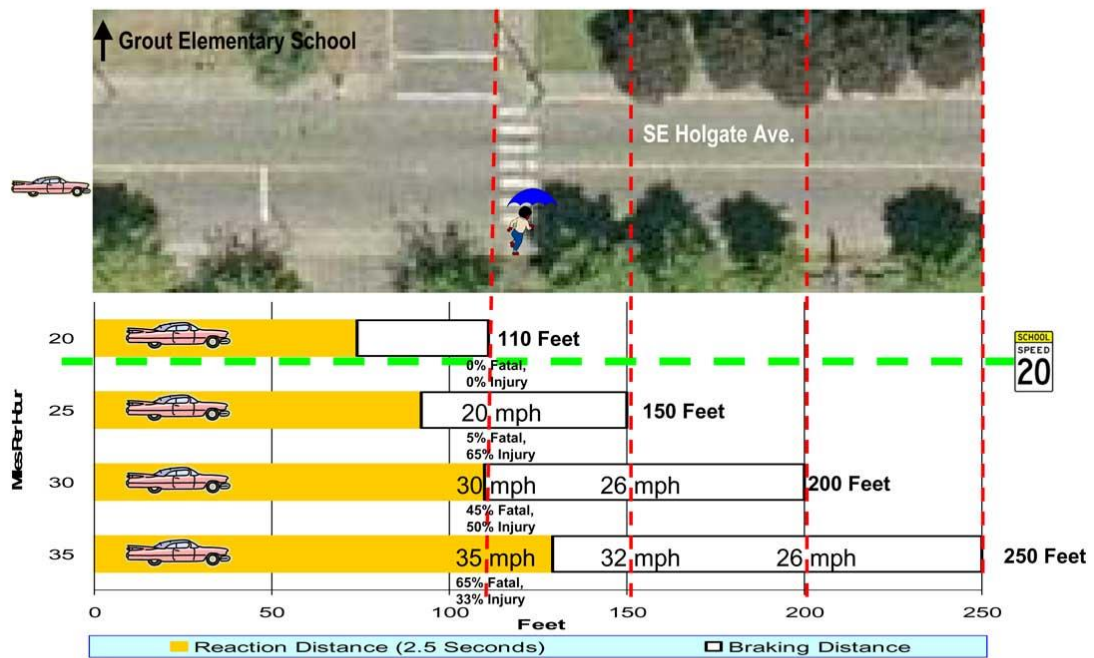 Grout Elementary School
SE Holgate Ave.
20
110 Feet
0% Fatal,
0% Injury
SCHOOL
SPEED
20
25
20 mph
150 Feet
5% Fatal,
65% Injury
Miles Per Hour
30
30 mph
26 mph
200 Feet
45% Fatal,
50% Injury
35
35 mph
32 mph
26 mph
250 Feet
65% Fatal,
33% Injury
0
50
100
150
200
250
Feet
Reaction Distance (2.5 Seconds)
Braking Distance